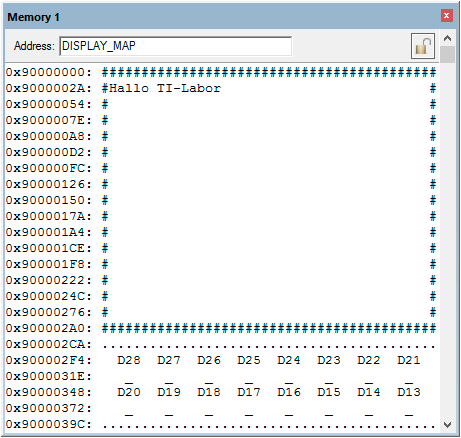 Memory 1
Address: DISPLAY_MAP
0x90000000: ##########################################
0x9000002A: #Hallo TI-Labor                          #
0x90000054: #                                        #
0x9000007E: #                                        #
0x900000A8: #                                        #
0x900000D2: #                                        #
0x900000FC: #                                        #
0x90000126: #                                        #
0x90000150: #                                        #
0x9000017A: #                                        #
0x900001A4: #                                        #
0x900001CE: #                                        #
0x900001F8: #                                        #
0x90000222: #                                        #
0x9000024C: #                                        #
0x90000276: #                                        #
0x900002A0: ##########################################
0x900002CA: ..........................................
0x900002F4:   D28  D27  D26  D25  D24  D23  D22  D21
0x9000031E:    _    _    _    _    _    _    _    _
0x90000348:   D20  D19  D18  D17  D16  D15  D14  D13
0x90000372:    _    _    _    _    _    _    _    _
0x9000039C: ..........................................